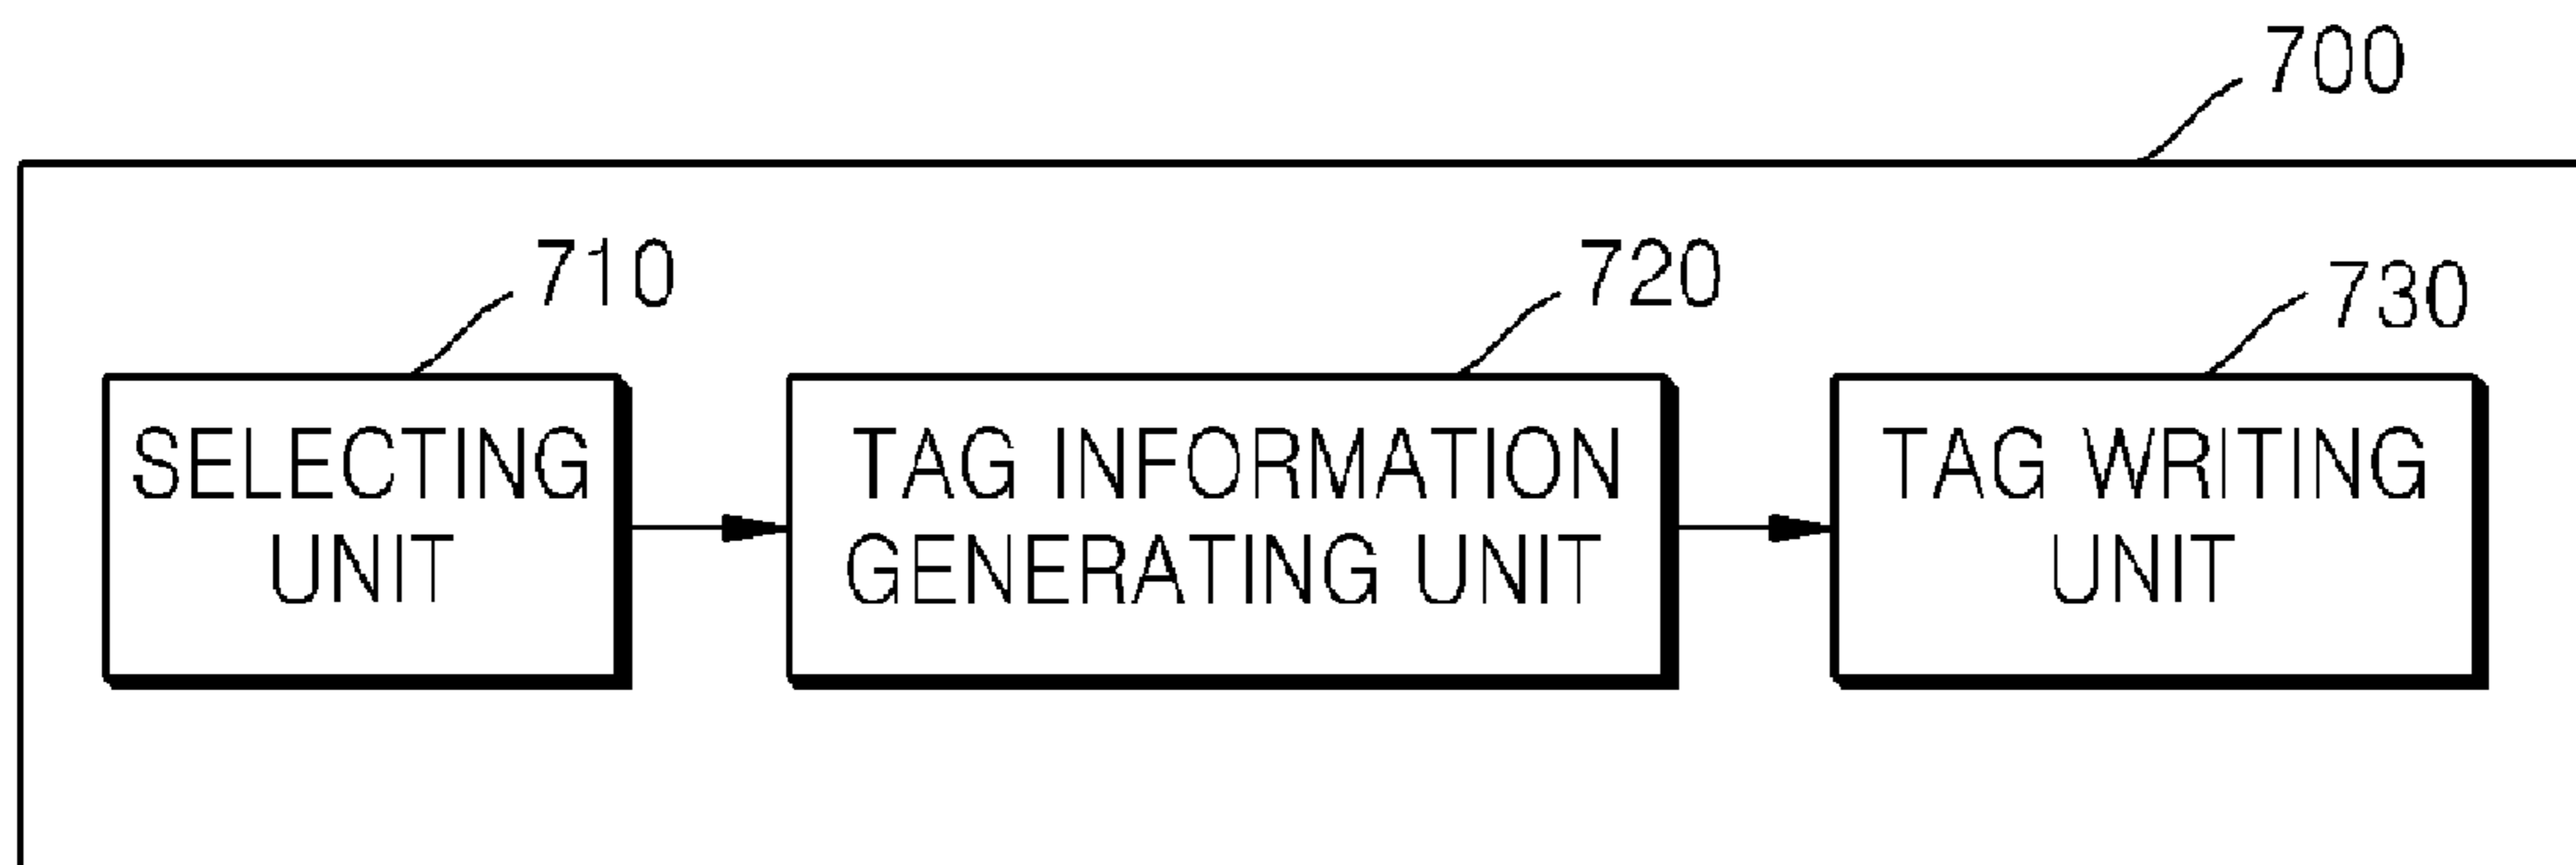 700
710
720
730
SELECTING
UNIT
TAG INFORMATION
GENERATING UNIT
TAG WRITING
UNIT